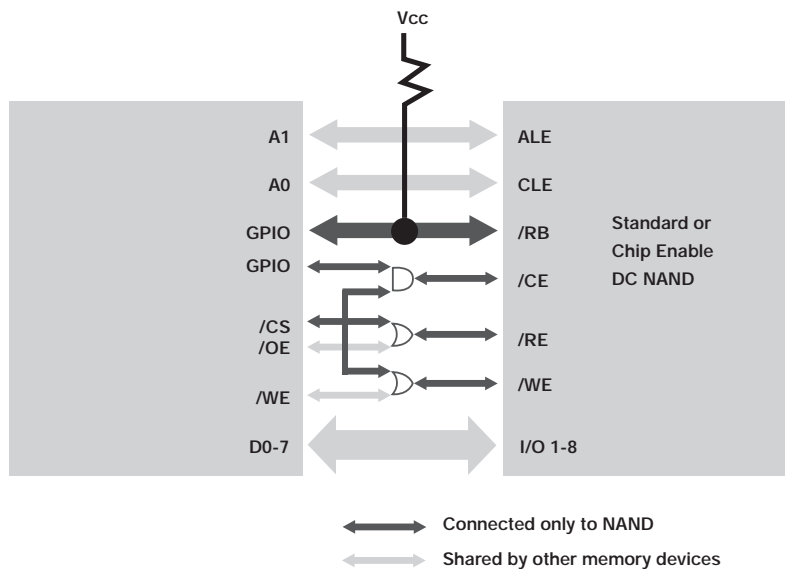 Vcc
A1
ALE
A0
CLE
GPIO
/RB
Standard or
Chip Enable
DC NAND
GPIO
/CE
/CS
/OE
/RE
/WE
/WE
D0-7
I/O 1-8
Connected only to NAND
Shared by other memory devices